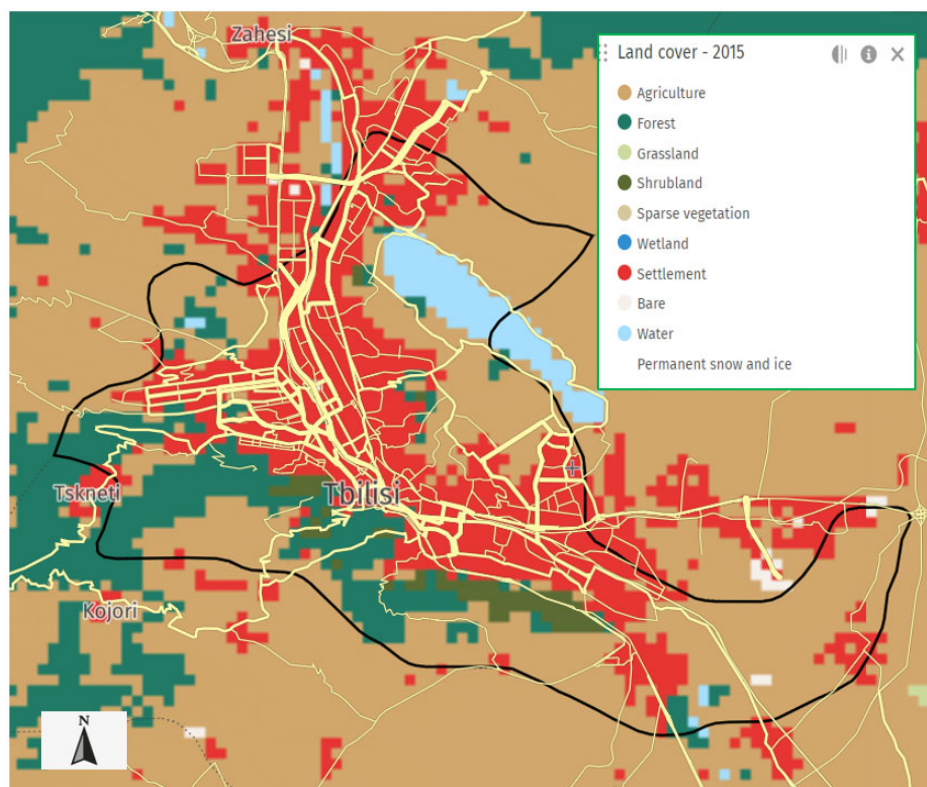 Zahesi
Land cover - 2015
Agriculture
Forest
Grassland
Shrubland
Sparse vegetation
Wetland
Settlement
Bare
Water
Permanent snow and ice
Tskneti
Tbilisi
Kojori
N